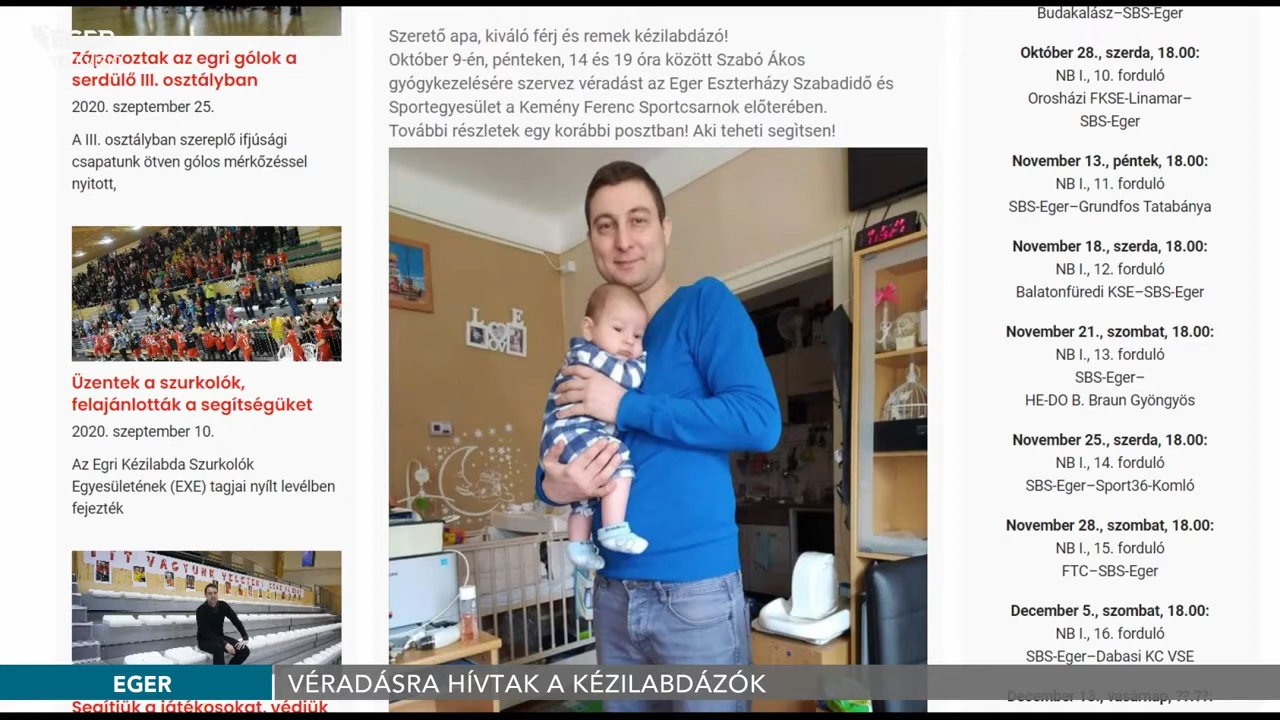 Záporoztak az egri gólok a
serdülő III. osztályban
2020. szeptember 25.
A III. osztályban szereplő ifjúsági
csapatunk ötven gólos mérkőzéssel
nyitott,
Üzentek a szurkolók,
felajánlották a segítségüket
2020. szeptember 10.
Az Egri Kézilabda Szurkolók
Egyesületének (EXE) tagjai nyílt levélben
fejezték
ITT VAGYUNK VELETEK!
Segítjük a játékosokat, védjük
Szerető apa, kiváló férj és remek kézilabdázó!
Október 9-én, pénteken, 14 és 19 óra között Szabó Ákos
gyógykezelésére szervez véradást az Eger Eszterházy Szabadidő és
Sportegyesület a Kemény Ferenc Sportcsarnok előterében.
További részletek egy korábbi posztban! Aki teheti segìtsen!
LOVE
Budakalász–SBS-Eger
Október 28., szerda, 18.00:
NB I., 10. forduló
Orosházi FKSE-Linamar–
SBS-Eger
November 13., péntek, 18.00:
NB I., 11. forduló
SBS-Eger–Grundfos Tatabánya
November 18., szerda, 18.00:
NB I., 12. forduló
Balatonfüredi KSE–SBS-Eger
November 21., szombat, 18.00:
NB I., 13. forduló
SBS-Eger–
HE-DO B. Braun Gyöngyös
November 25., szerda, 18.00:
NB I., 14. forduló
SBS-Eger–Sport36-Komló
November 28., szombat, 18.00:
NB I., 15. forduló
FTC–SBS-Eger
December 5., szombat, 18.00:
NB I., 16. forduló
SBS-Eger–Dabasi KC VSE
December 13., vasárnap, ??.??:
EGER
VÉRADÁSRA HÍVTAK A KÉZILABDÁZÓK